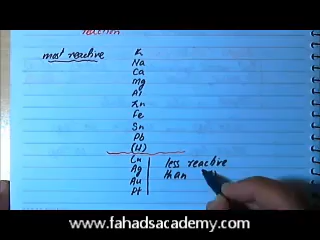 reaction
most reactive
K
Na
Ca
Mg
Al
Zn
Fe
Sn
Pb
(H)
Cu
Ag
Au
Pt
less reactive
than
www.fahadsacademy.com